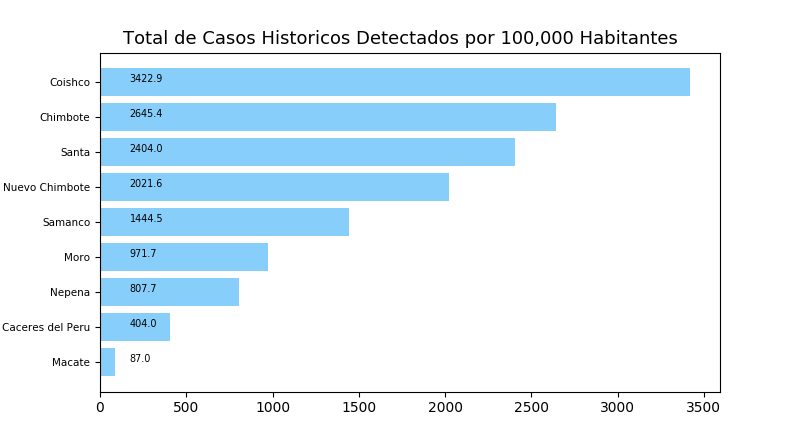 Total de Casos Historicos Detectados por 100,000 Habitantes
Coishco 3422.9
Chimbote 2645.4
Santa 2404.0
Nuevo Chimbote 2021.6
Samanco 1444.5
Moro 971.7
Nepena 807.7
Caceres del Peru 404.0
Macate 87.0
0 500 1000 1500 2000 2500 3000 3500